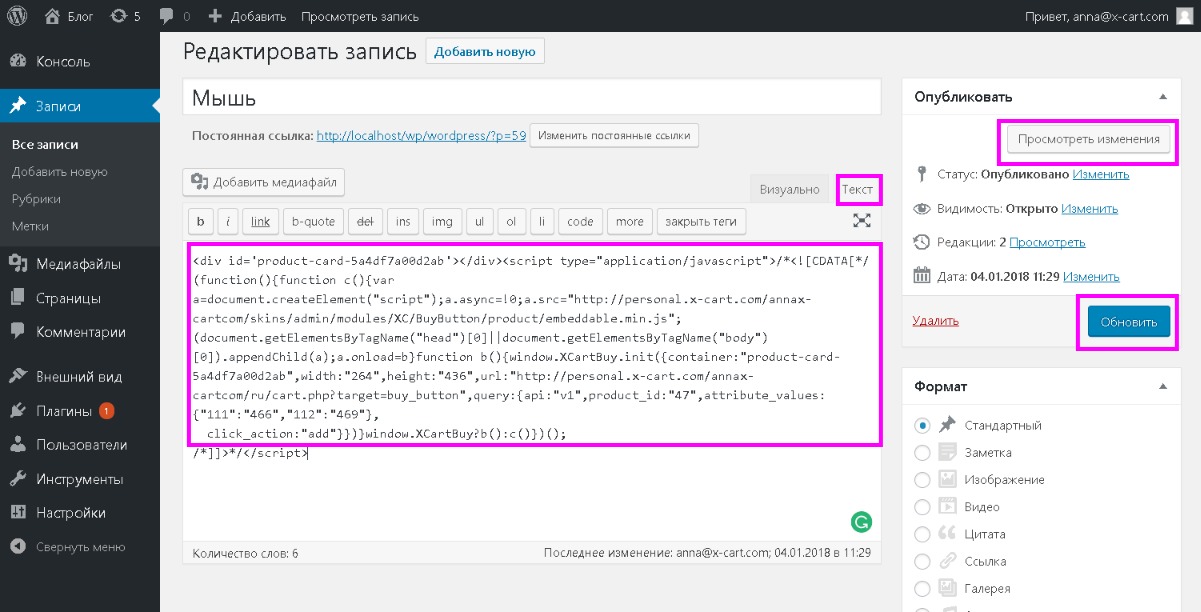 Блог 5 0 Добавить Просмотреть запись Привет, anna@x-cart.com
Консоль
Записи
Все записи
Добавить новую
Рубрики
Метки
Медиафайлы
Страницы
Комментарии
Внешний вид
Плагины 1
Пользователи
Инструменты
Настройки
Свернуть меню
Редактировать запись Добавить новую
Мышь
Постоянная ссылка: http://localhost/wp/wordpress/?p=59 Изменить постоянные ссылки
Добавить медиафайл
Визуально Текст
b i link b-quote del ins img ul ol li code more закрыть теги
<div id='product-card-5a4df7a00d2ab'></div><script type="application/javascript">/*<![CDATA[*/
(function(){function c(){var
a=document.createElement("script");a.async=!0;a.src="http://personal.x-cart.com/annax-
cartcom/skins/admin/modules/XC/BuyButton/product/embeddable.min.js";
(document.getElementsByTagName("head")[0]||document.getElementsByTagName("body")
[0]).appendChild(a);a.onload=b}function b(){window.XCartBuy.init({container:"product-card-
5a4df7a00d2ab",width:"264",height:"436",url:"http://personal.x-cart.com/annax-
cartcom/ru/cart.php?target=buy_button",query:{api:"v1",product_id:"47",attribute_values:
{"111":"466","112":"469"},
click_action:"add"}})}window.XCartBuy?b():c()})();
/*]]>*/</script>
Количество слов: 6 Последнее изменение: anna@x-cart.com; 04.01.2018 в 11:29
Опубликовать
Просмотреть изменения
Статус: Опубликовано Изменить
Видимость: Открыто Изменить
Редакции: 2 Просмотреть
Дата: 04.01.2018 11:29 Изменить
Удалить Обновить
Формат
Стандартный
Заметка
Изображение
Видео
Цитата
Ссылка
Галерея